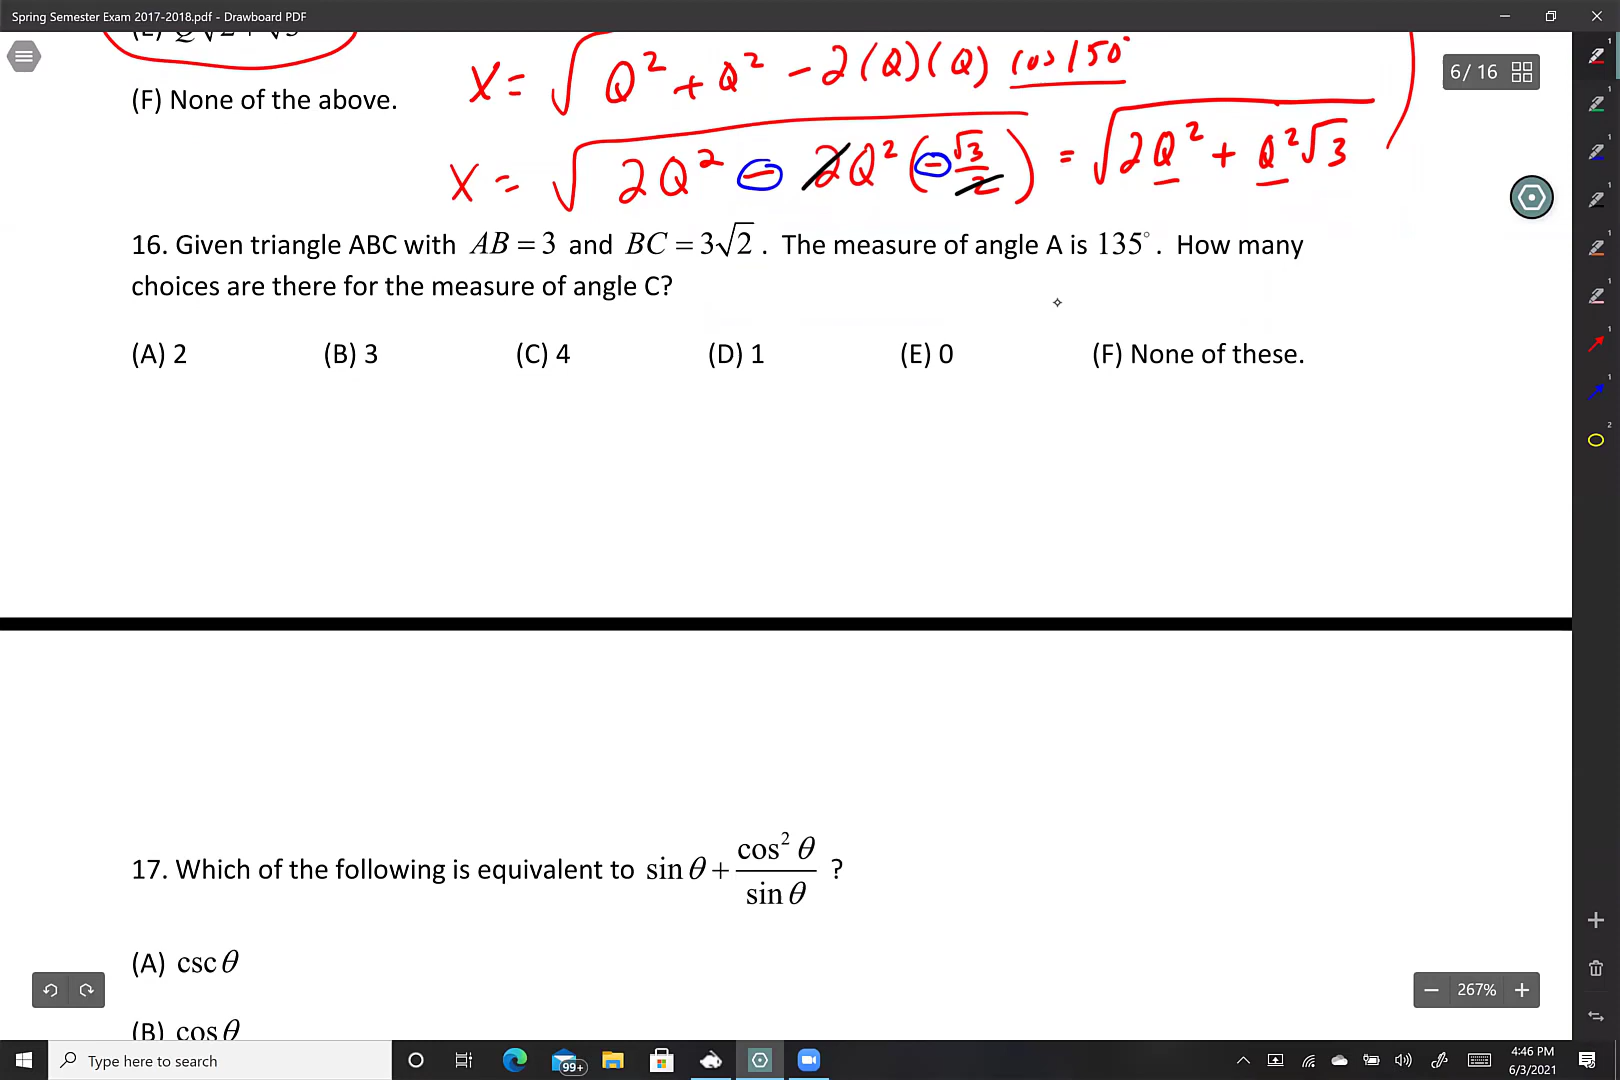 Spring Semester Exam 2017-2018.pdf - Drawboard PDF
X = √(Q² + Q² - 2(Q)(Q) cos 150°
6 / 16
(F) None of the above.
X = √(2Q² - 2Q²(-√3/2)) = √(2Q² + Q²√3)
16. Given triangle ABC with AB = 3 and BC = 3√2 . The measure of angle A is 135° . How many
choices are there for the measure of angle C?
(A) 2 (B) 3 (C) 4 (D) 1 (E) 0 (F) None of these.
17. Which of the following is equivalent to sin θ + cos² θ / sin θ ?
(A) csc θ
(B) cos θ
267%
Type here to search
99+
4:46 PM
6/3/2021